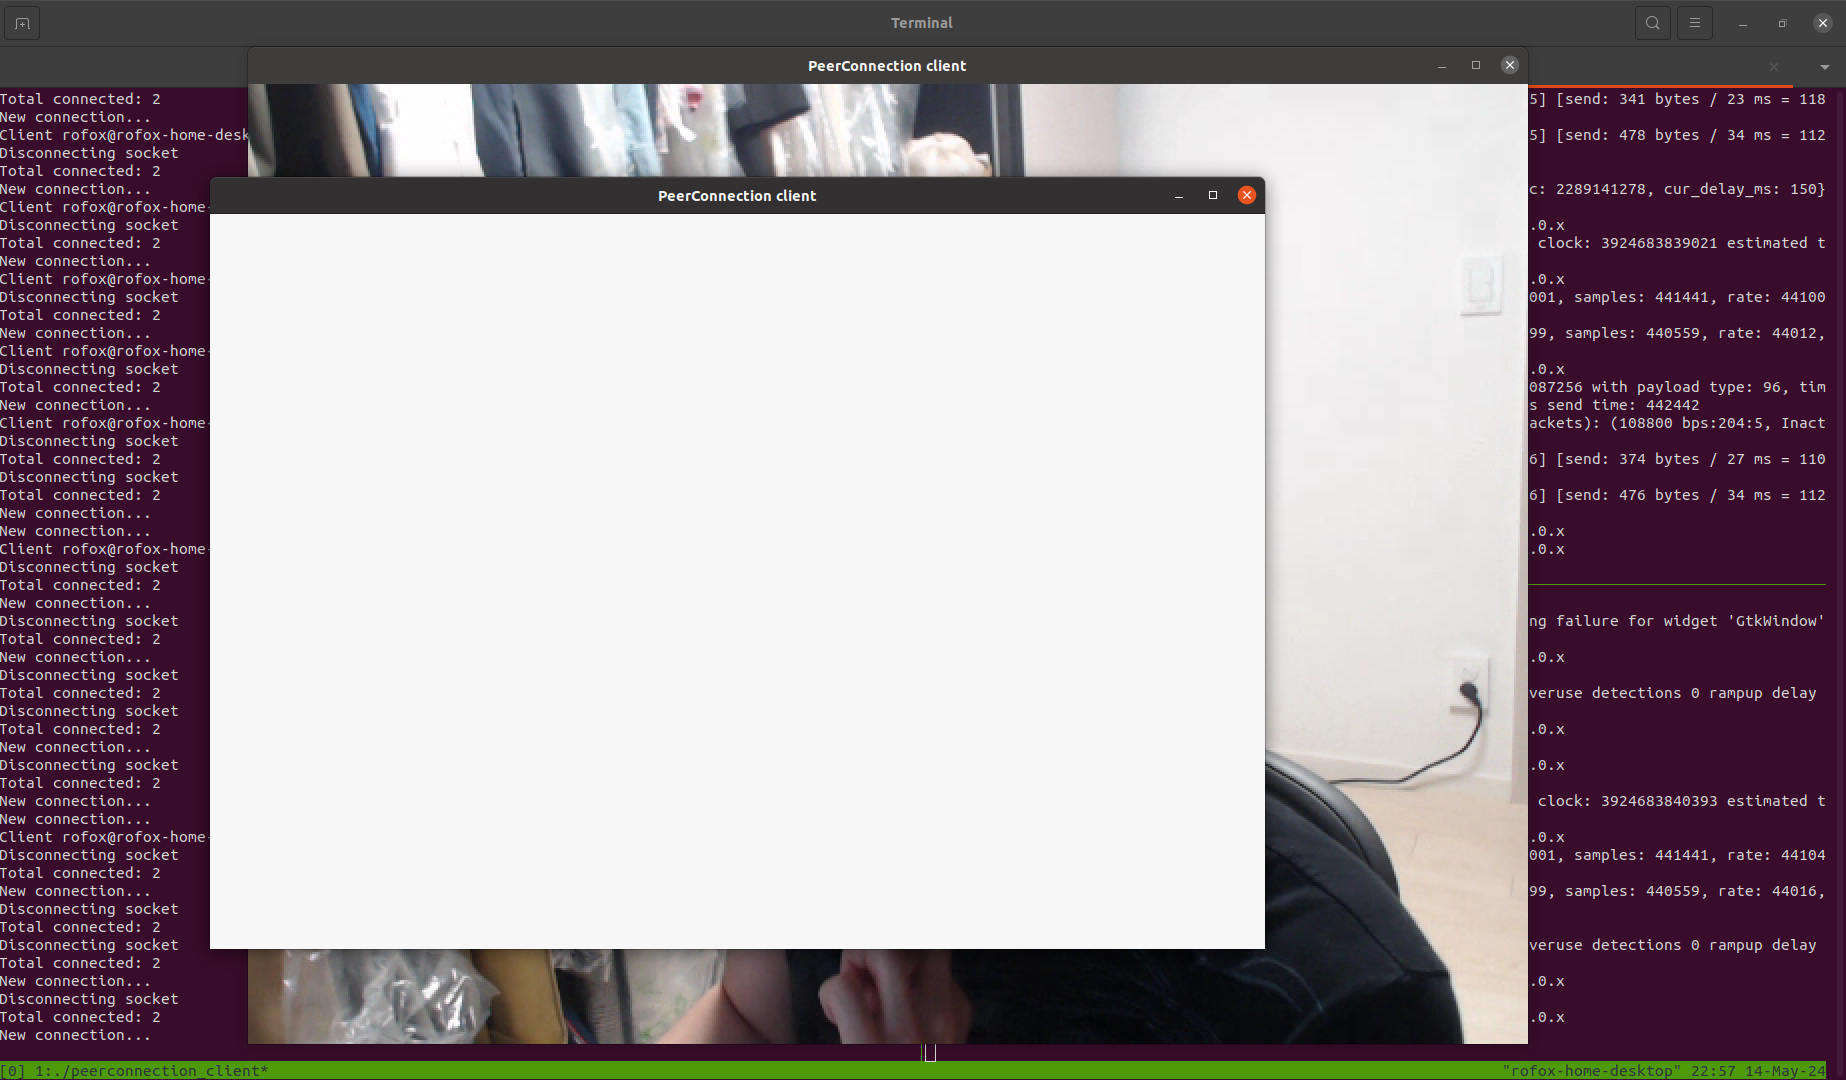 Terminal
PeerConnection client
PeerConnection client
Total connected: 2
New connection...
Client rofox@rofox-home-desk
Disconnecting socket
Total connected: 2
New connection...
Client rofox@rofox-home-
Disconnecting socket
Total connected: 2
New connection...
Client rofox@rofox-home-
Disconnecting socket
Total connected: 2
New connection...
Client rofox@rofox-home-
Disconnecting socket
Total connected: 2
New connection...
Client rofox@rofox-home-
Disconnecting socket
Total connected: 2
Disconnecting socket
Total connected: 2
New connection...
New connection...
Client rofox@rofox-home-
Disconnecting socket
Total connected: 2
New connection...
Disconnecting socket
Total connected: 2
New connection...
Disconnecting socket
Total connected: 2
Disconnecting socket
Total connected: 2
New connection...
Disconnecting socket
Total connected: 2
New connection...
New connection...
Client rofox@rofox-home-
Disconnecting socket
Total connected: 2
New connection...
Disconnecting socket
Total connected: 2
Disconnecting socket
Total connected: 2
New connection...
Disconnecting socket
Total connected: 2
New connection...
5] [send: 341 bytes / 23 ms = 118
5] [send: 478 bytes / 34 ms = 112
c: 2289141278, cur_delay_ms: 150}
.0.x
clock: 3924683839021 estimated t
.0.x
001, samples: 441441, rate: 44100
99, samples: 440559, rate: 44012,
.0.x
087256 with payload type: 96, tim
s send time: 442442
ackets): (108800 bps:204:5, Inact
6] [send: 374 bytes / 27 ms = 110
6] [send: 476 bytes / 34 ms = 112
.0.x
.0.x
ng failure for widget 'GtkWindow'
.0.x
veruse detections 0 rampup delay
.0.x
.0.x
clock: 3924683840393 estimated t
.0.x
001, samples: 441441, rate: 44104
99, samples: 440559, rate: 44016,
veruse detections 0 rampup delay
.0.x
.0.x
[0] 1:./peerconnection_client*
"rofox-home-desktop" 22:57 14-May-24